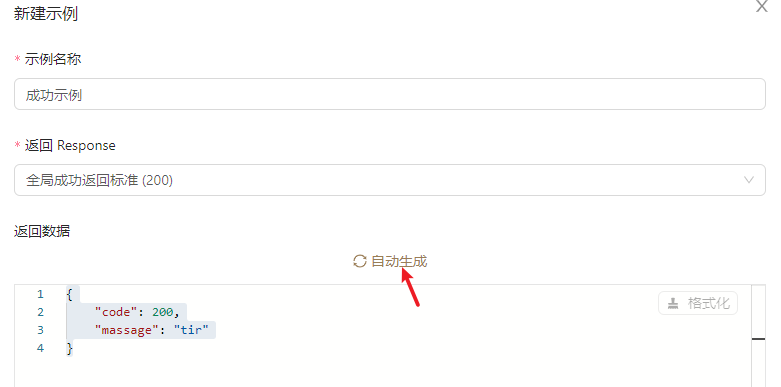 新建示例
* 示例名称
成功示例
* 返回 Response
全局成功返回标准 (200)
返回数据
自动生成
格式化
1 {
2 "code": 200,
3 "massage": "tir"
4 }